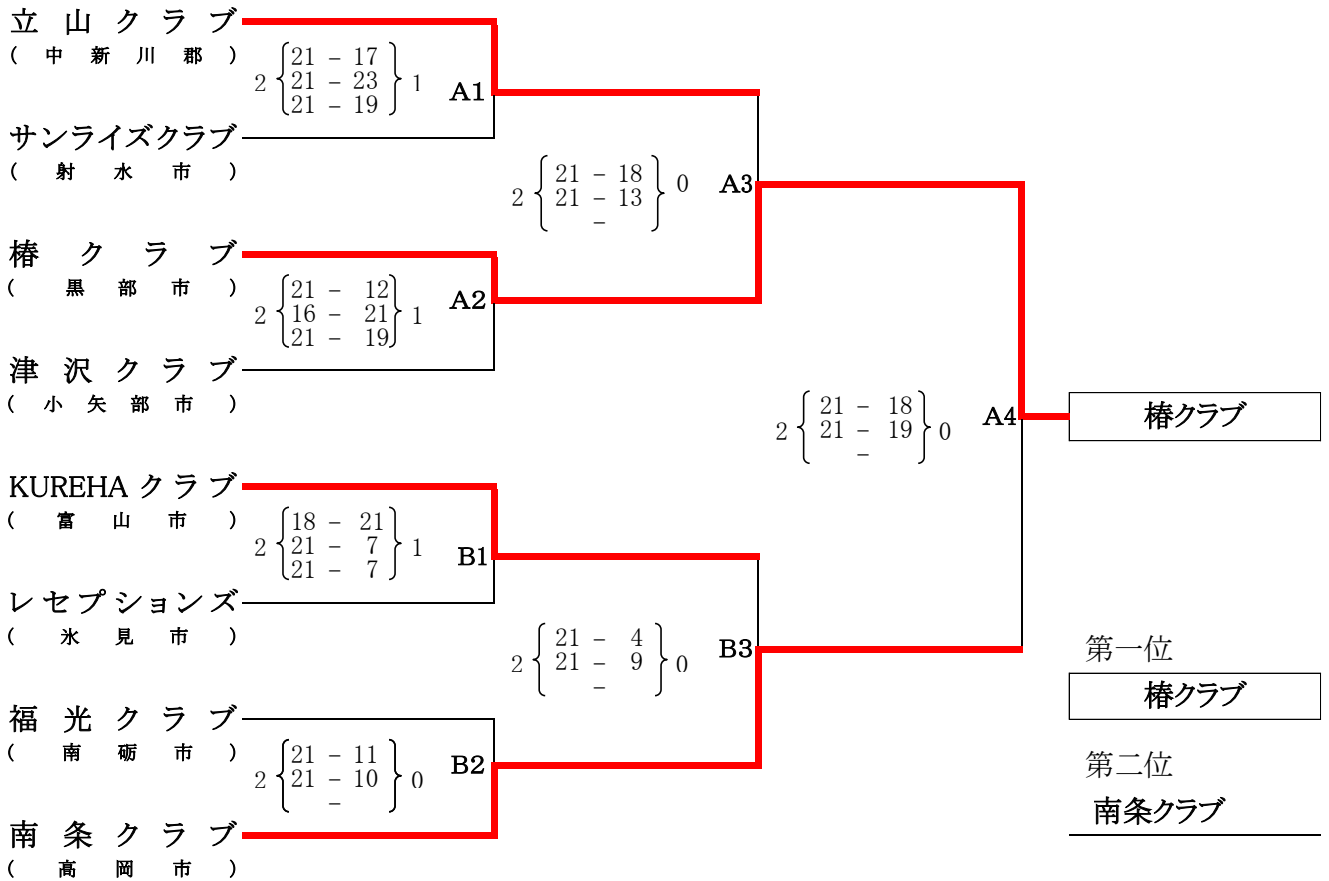 立山クラブ
(中新川郡)
2 21 － 17 1
21 － 23
21 － 19
A1
サンライズクラブ
(射水市)
2 21 － 18 0
21 － 13
－
A3
椿クラブ
(黒部市)
2 21 － 12 1
16 － 21
21 － 19
A2
津沢クラブ
(小矢部市)
2 21 － 18 0
21 － 19
－
A4
椿クラブ
KUREHAクラブ
(富山市)
2 18 － 21 1
21 － 7
21 － 7
B1
レセプションズ
(氷見市)
2 21 － 4 0
21 － 9
－
B3
第一位
椿クラブ
福光クラブ
(南砺市)
2 21 － 11 0
21 － 10
－
B2
第二位
南条クラブ
南条クラブ
(高岡市)